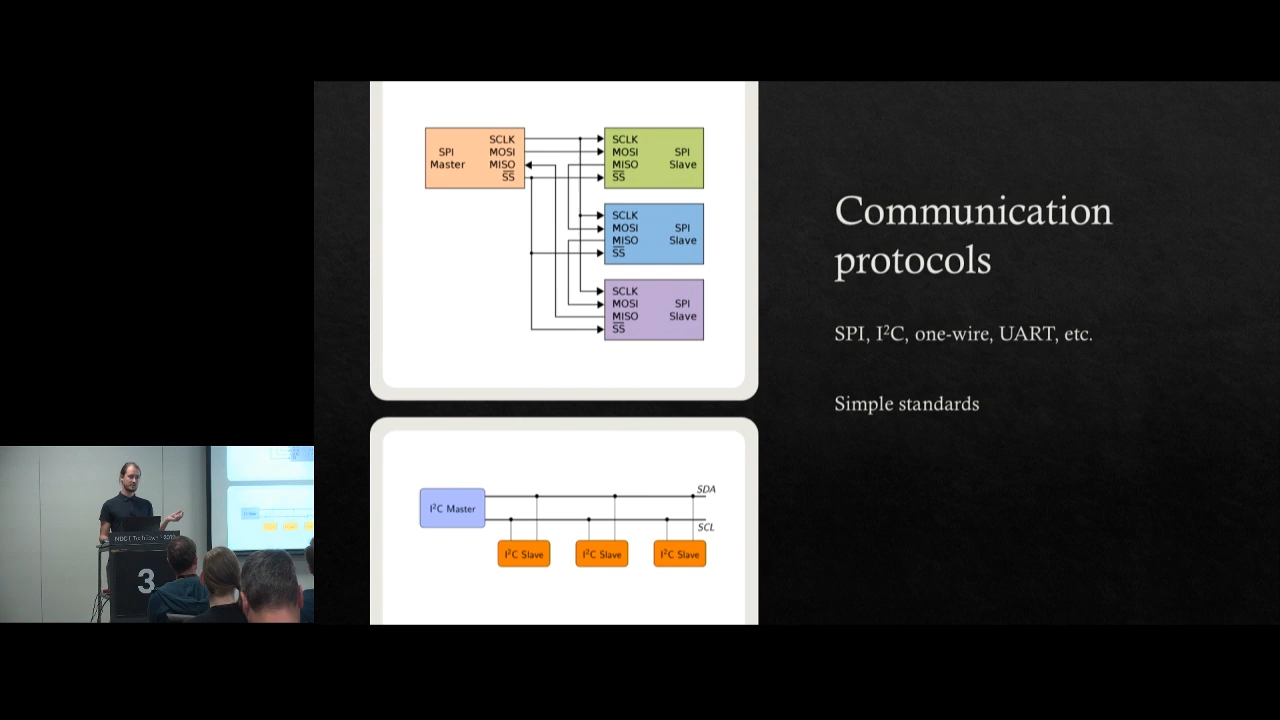 SCLK
MOSI
MISO
SS
SPI
Master
SCLK
MOSI
MISO
SS
SPI
Slave
SCLK
MOSI
MISO
SS
SPI
Slave
SCLK
MOSI
MISO
SS
SPI
Slave
Communication
protocols
SPI, I²C, one-wire, UART, etc.
Simple standards
I²C Master
SDA
SCL
I²C Slave
I²C Slave
I²C Slave
3